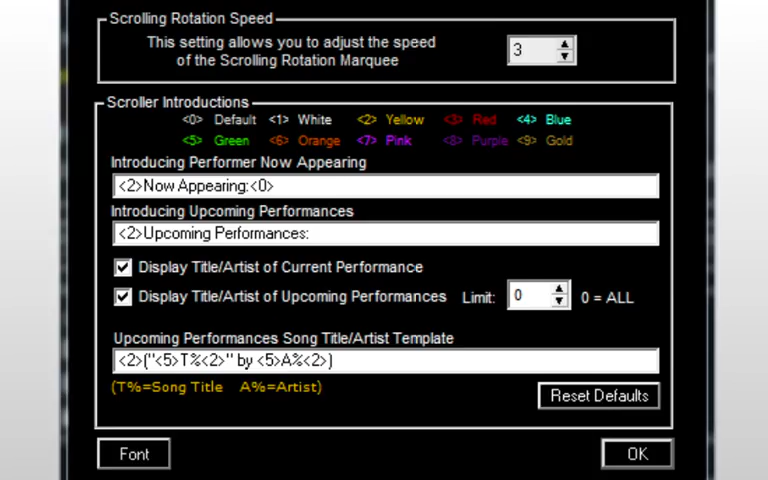 Scrolling Rotation Speed
This setting allows you to adjust the speed
of the Scrolling Rotation Marquee
3
Scroller Introductions
<0> Default <1> White <2> Yellow <3> Red <4> Blue
<5> Green <6> Orange <7> Pink <8> Purple <9> Gold
Introducing Performer Now Appearing
<2>Now Appearing:<0>
Introducing Upcoming Performances
<2>Upcoming Performances:
Display Title/Artist of Current Performance
Display Title/Artist of Upcoming Performances Limit: 0 0 = ALL
Upcoming Performances Song Title/Artist Template
<2>("<5>T%<2>" by <5>A%<2>)
(T%=Song Title A%=Artist)
Reset Defaults
Font
OK